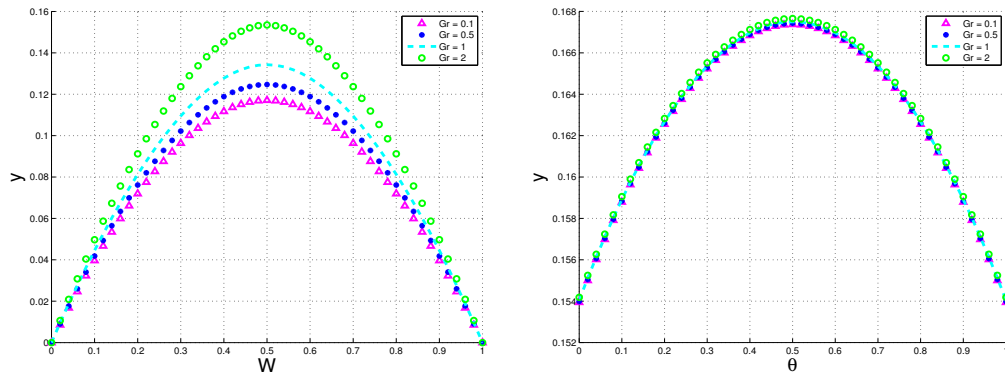 0.16
0.14
0.12
0.1
0.08
0.06
0.04
0.02
0
y
0 0.1 0.2 0.3 0.4 0.5 0.6 0.7 0.8 0.9 1
W
Gr = 0.1
Gr = 0.5
Gr = 1
Gr = 2
0.168
0.166
0.164
0.162
0.16
0.158
0.156
0.154
0.152
y
0 0.1 0.2 0.3 0.4 0.5 0.6 0.7 0.8 0.9
θ
Gr = 0.1
Gr = 0.5
Gr = 1
Gr = 2